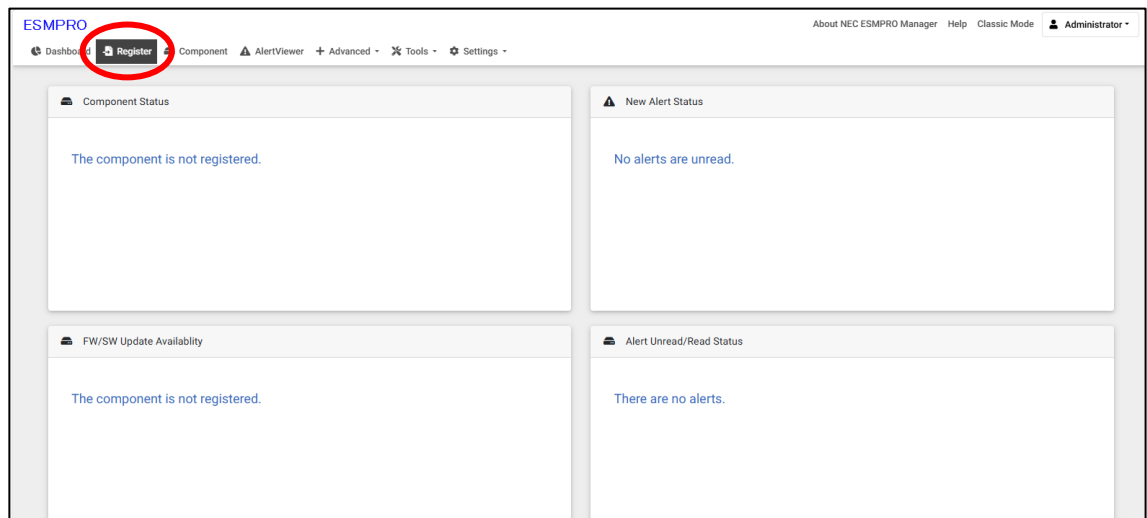 ESMPRO
About NEC ESMPRO Manager Help Classic Mode Administrator
Dashboard Register Component AlertViewer Advanced Tools Settings
Component Status
New Alert Status
The component is not registered.
No alerts are unread.
FW/SW Update Availablity
Alert Unread/Read Status
The component is not registered.
There are no alerts.